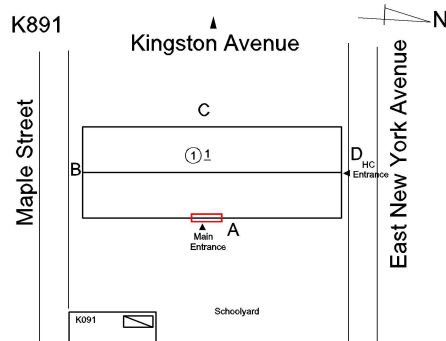 K891
Kingston Avenue
N
Maple Street
East New York Avenue
C
1 1
B
D
HC
Entrance
A
Main
Entrance
K091
Schoolyard